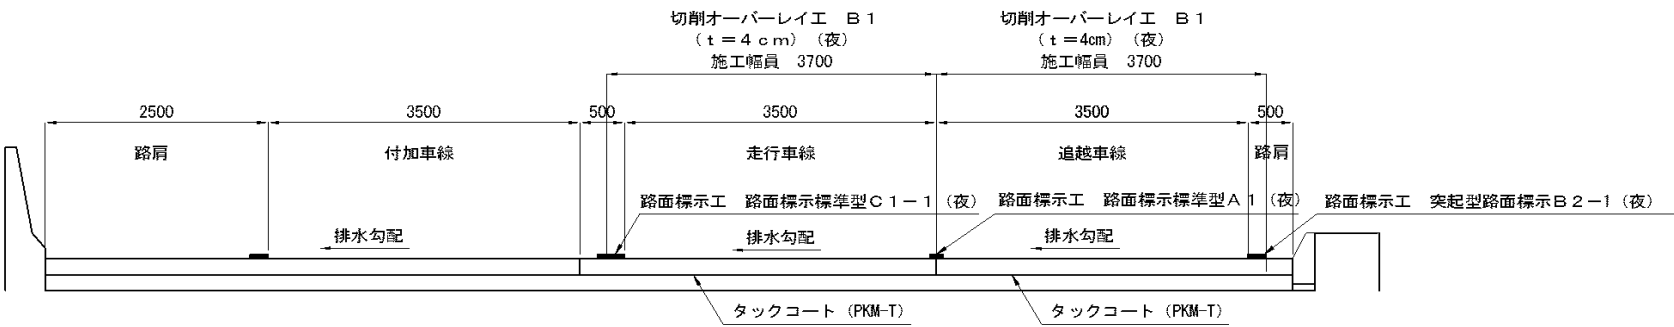 切削オーバーレイ工　Ｂ１
（ｔ＝４ｃｍ）（夜）
施工幅員　3700
切削オーバーレイ工　Ｂ１
（ｔ＝4cm）（夜）
施工幅員　3700
2500
3500
500
3500
3500
500
路肩
付加車線
走行車線
追越車線
路肩
路面標示工　路面標示標準型Ｃ１－１（夜）
路面標示工　路面標示標準型Ａ１（夜）
路面標示工　突起型路面標示Ｂ２－１（夜）
排水勾配
排水勾配
排水勾配
タックコート（PKM-T）
タックコート（PKM-T）